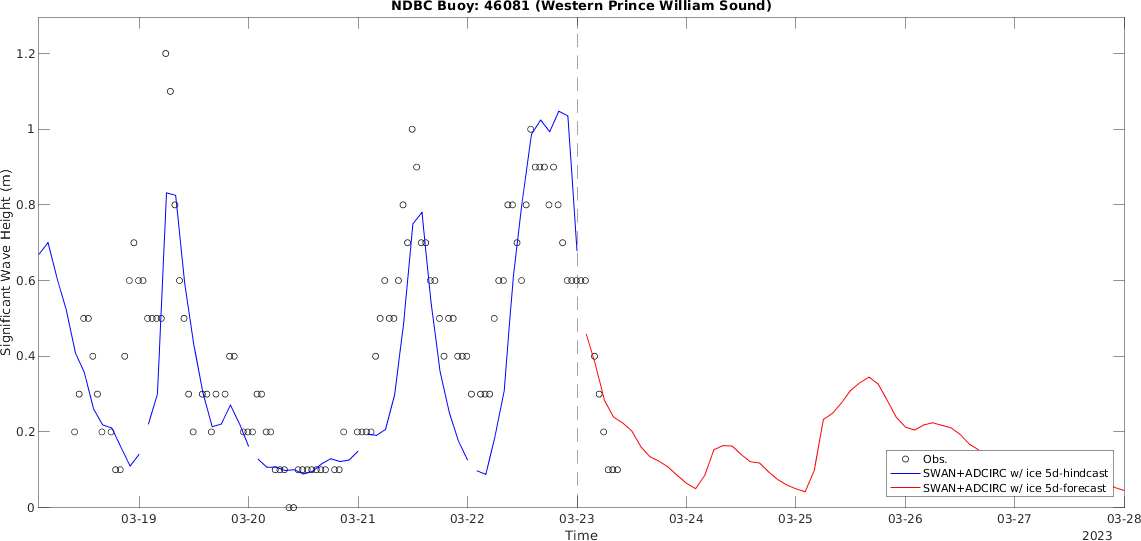 NDBC Buoy: 46081 (Western Prince William Sound)
Significant Wave Height (m)
1.2
1
0.8
0.6
0.4
0.2
0
Obs.
SWAN+ADCIRC w/ ice 5d-hindcast
SWAN+ADCIRC w/ ice 5d-forecast
03-19 03-20 03-21 03-22 03-23 03-24 03-25 03-26 03-27 03-28
Time
2023